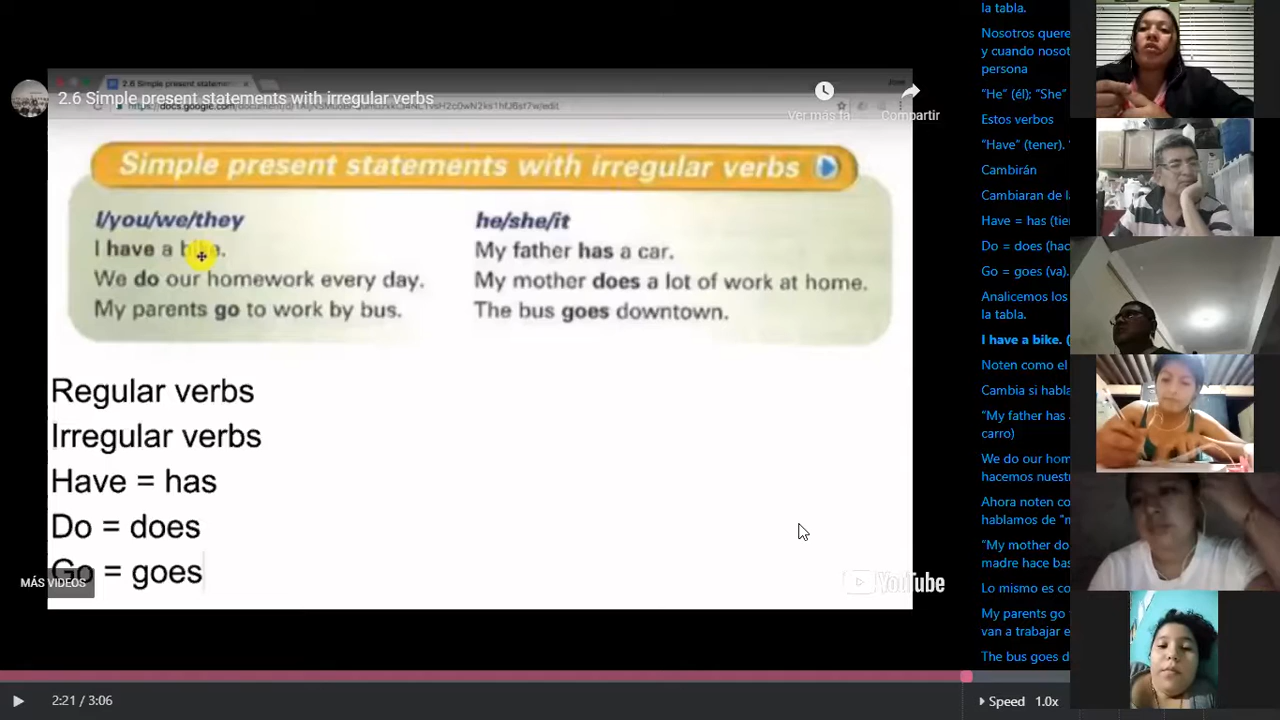 2.6 Simple present statements with irregular verbs
Ver más ta
Compartir
Simple present statements with irregular verbs
I/you/we/they
I have a bike.
We do our homework every day.
My parents go to work by bus.
he/she/it
My father has a car.
My mother does a lot of work at home.
The bus goes downtown.
Regular verbs
Irregular verbs
Have = has
Do = does
Go = goes
MÁS VIDEOS
YouTube
2:21 / 3:06
Speed 1.0x
la tabla.
Nosotros quere
y cuando nosot
persona
“He” (él); “She”
Estos verbos
“Have” (tener).
Cambirán
Cambiaran de la
Have = has (tien
Do = does (hac
Go = goes (va).
Analicemos los
la tabla.
I have a bike. (
Noten como el
Cambia si habla
“My father has
carro)
We do our hom
hacemos nuest
Ahora noten co
hablamos de "m
“My mother do
madre hace bas
Lo mismo es co
My parents go
van a trabajar e
The bus goes d